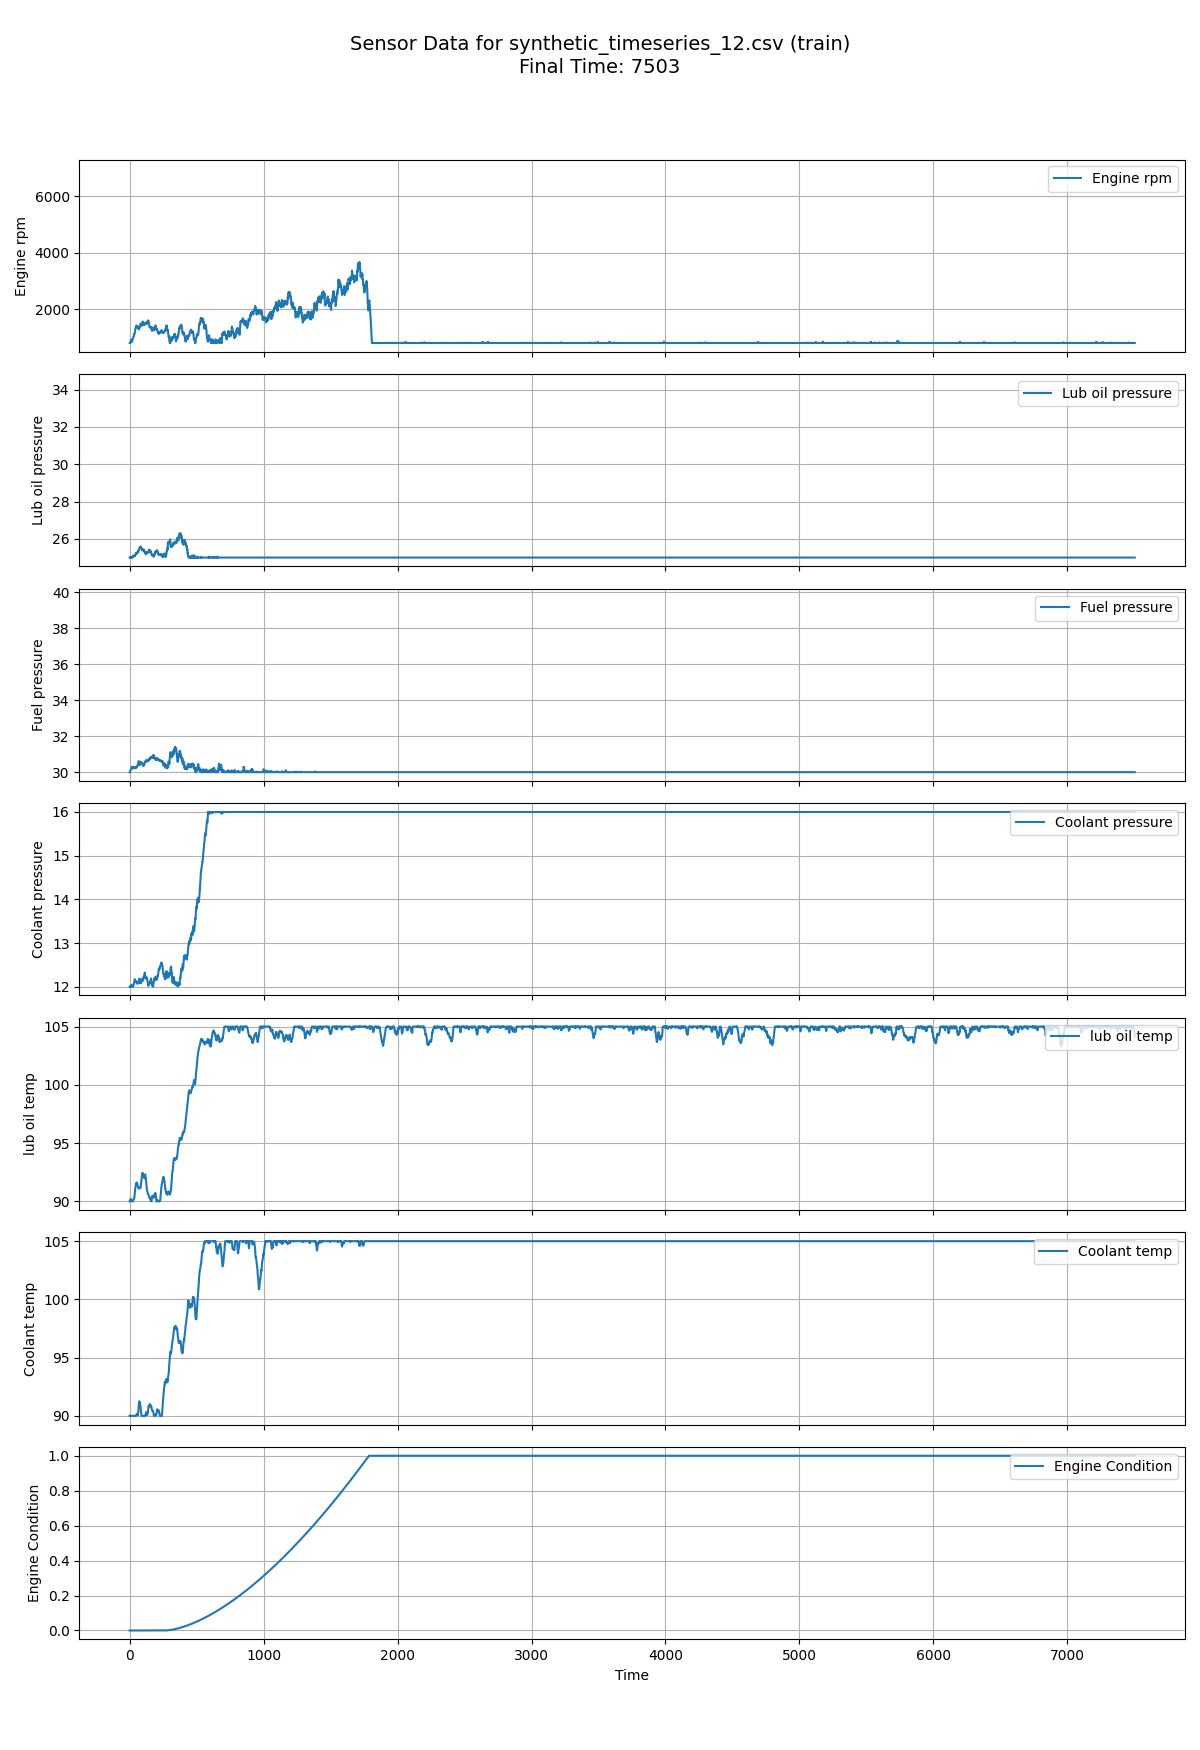 Sensor Data for synthetic_timeseries_12.csv (train)
Final Time: 7503
Engine rpm
6000
4000
2000
Engine rpm
Lub oil pressure
34
32
30
28
26
Lub oil pressure
Fuel pressure
40
38
36
34
32
30
Fuel pressure
Coolant pressure
16
15
14
13
12
Coolant pressure
lub oil temp
105
100
95
90
lub oil temp
Coolant temp
105
100
95
90
Coolant temp
Engine Condition
1.0
0.8
0.6
0.4
0.2
0.0
Engine Condition
0 1000 2000 3000 4000 5000 6000 7000
Time